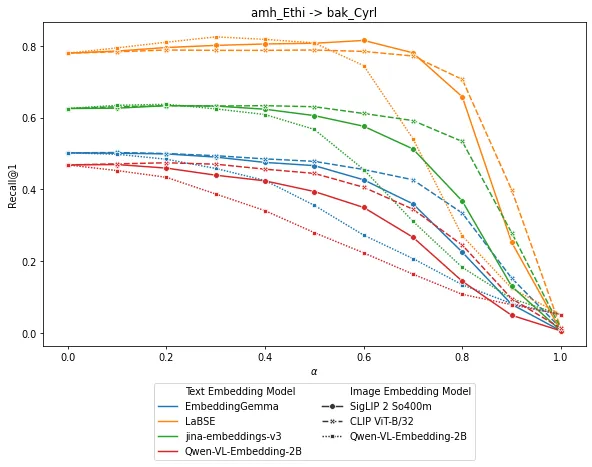 amh_Ethi -> bak_Cyrl
Recall@1
0.8
0.6
0.4
0.2
0.0
0.0 0.2 0.4 0.6 0.8 1.0
α
Text Embedding Model Image Embedding Model
EmbeddingGemma SigLIP 2 So400m
LaBSE CLIP ViT-B/32
jina-embeddings-v3 Qwen-VL-Embedding-2B
Qwen-VL-Embedding-2B